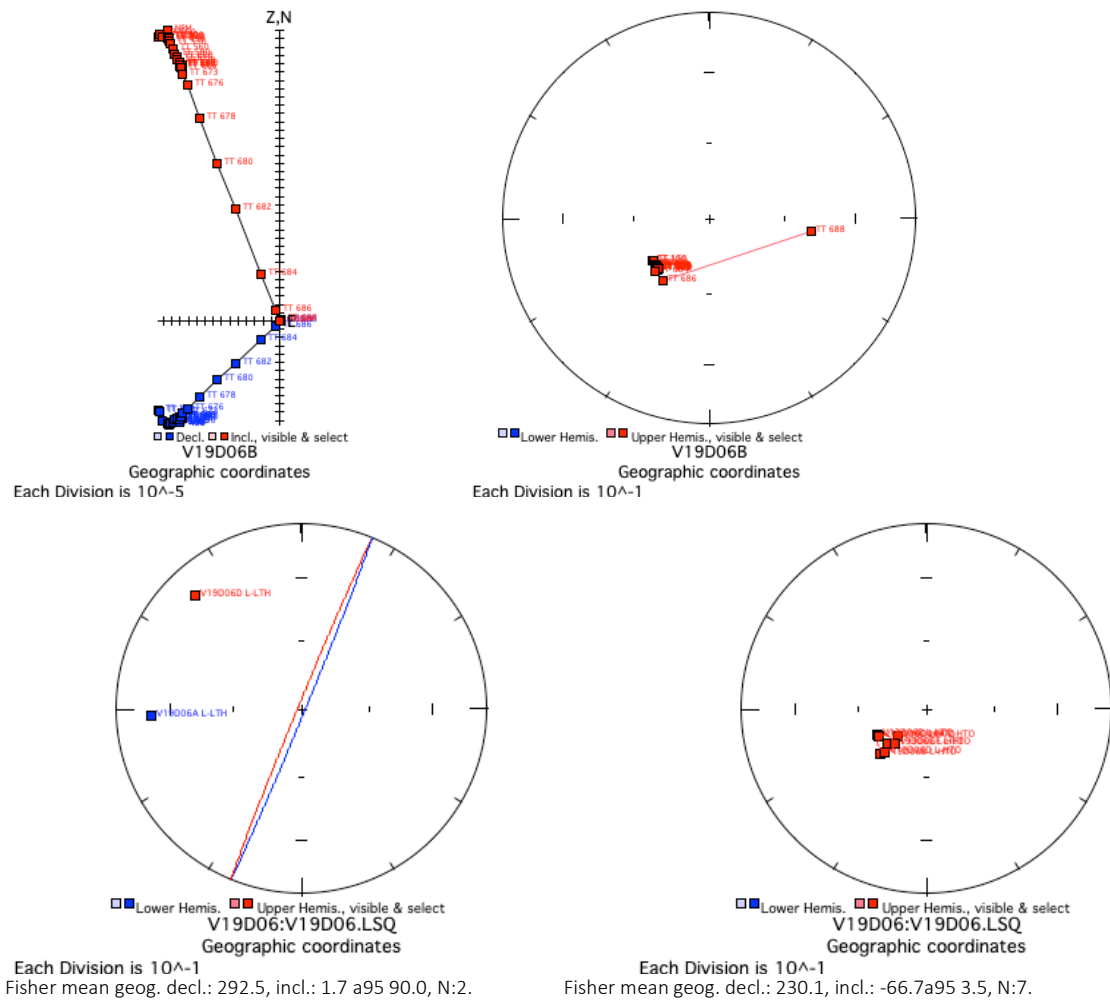 Z,N
TT 673
TT 676
TT 678
TT 680
TT 682
TT 684
TT 686
TT 684
TT 682
TT 680
TT 678
TT 676
Decl. Incl., visible & select
V19D06B
Geographic coordinates
Each Division is 10^-5
TT 688
TT 686
Lower Hemis. Upper Hemis., visible & select
V19D06B
Geographic coordinates
Each Division is 10^-1
V19D06D L-LTH
V19D06A L-LTH
Lower Hemis. Upper Hemis., visible & select
V19D06:V19D06.LSQ
Geographic coordinates
Each Division is 10^-1
Fisher mean geog. decl.: 292.5, incl.: 1.7 a95 90.0, N:2.
Lower Hemis. Upper Hemis., visible & select
V19D06:V19D06.LSQ
Geographic coordinates
Each Division is 10^-1
Fisher mean geog. decl.: 230.1, incl.: -66.7a95 3.5, N:7.